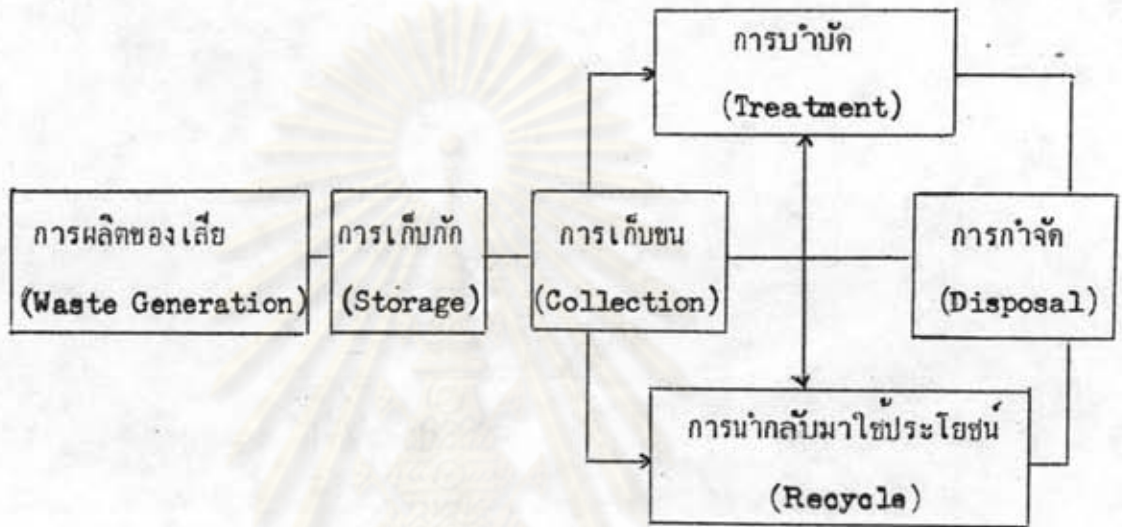 การบำบัด
(Treatment)
การผลิตของเสีย
(Waste Generation)
การเก็บกัก
(Storage)
การเก็บขน
(Collection)
การกำจัด
(Disposal)
การนำกลับมาใช้ประโยชน์
(Recycle)